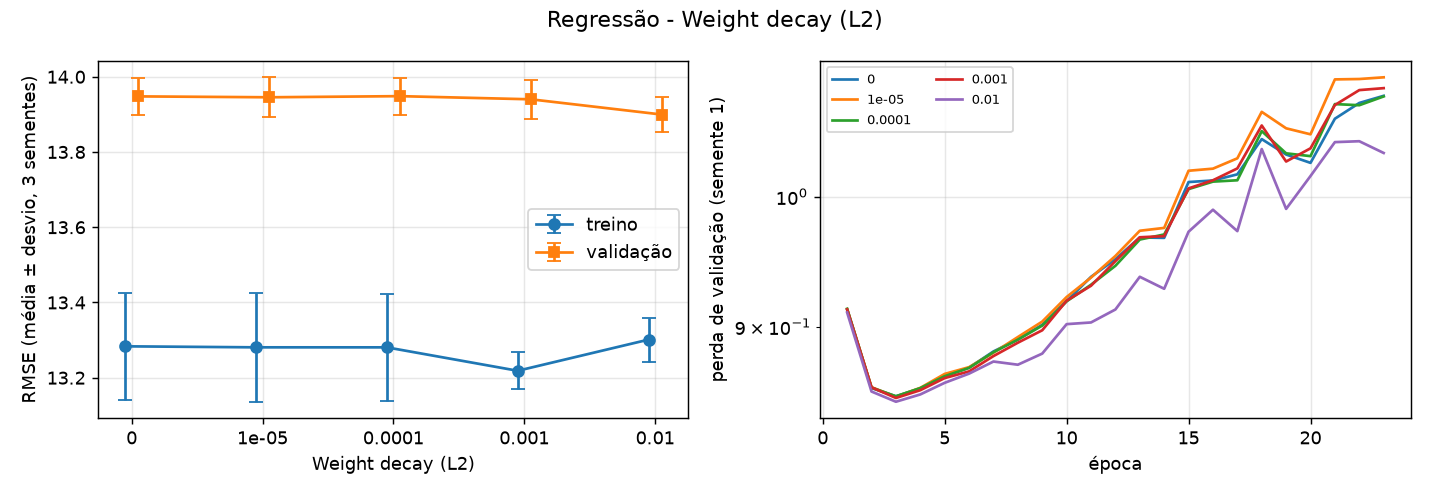 Regressão - Weight decay (L2)
RMSE (média ± desvio, 3 sementes)
14.0
13.8
13.6
13.4
13.2
treino
validação
0
1e-05
0.0001
0.001
0.01
Weight decay (L2)
perda de validação (semente 1)
10⁰
9 × 10⁻¹
0
1e-05
0.0001
0.001
0.01
0
5
10
15
20
época